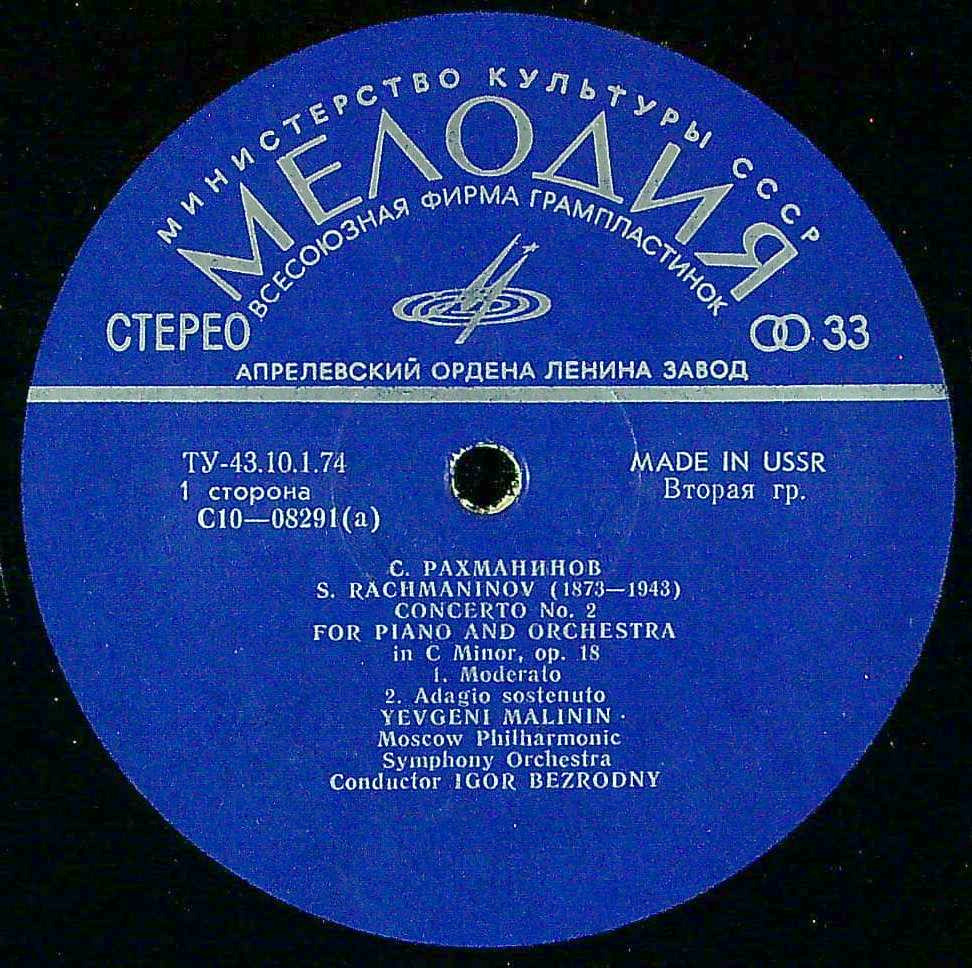 МИНИСТЕРСТВО КУЛЬТУРЫ СССР
МЕЛОДИЯ
ВСЕСОЮЗНАЯ ФИРМА ГРАМПЛАСТИНОК
СТЕРЕО
33
АПРЕЛЕВСКИЙ ОРДЕНА ЛЕНИНА ЗАВОД
ТУ-43.10.1.74
1 сторона
С10—08291(а)
MADE IN USSR
Вторая гр.
С. РАХМАНИНОВ
S. RACHMANINOV (1873—1943)
CONCERTO No. 2
FOR PIANO AND ORCHESTRA
in C Minor, op. 18
1. Moderato
2. Adagio sostenuto
YEVGENI MALININ
Moscow Philharmonic
Symphony Orchestra
Conductor IGOR BEZRODNY